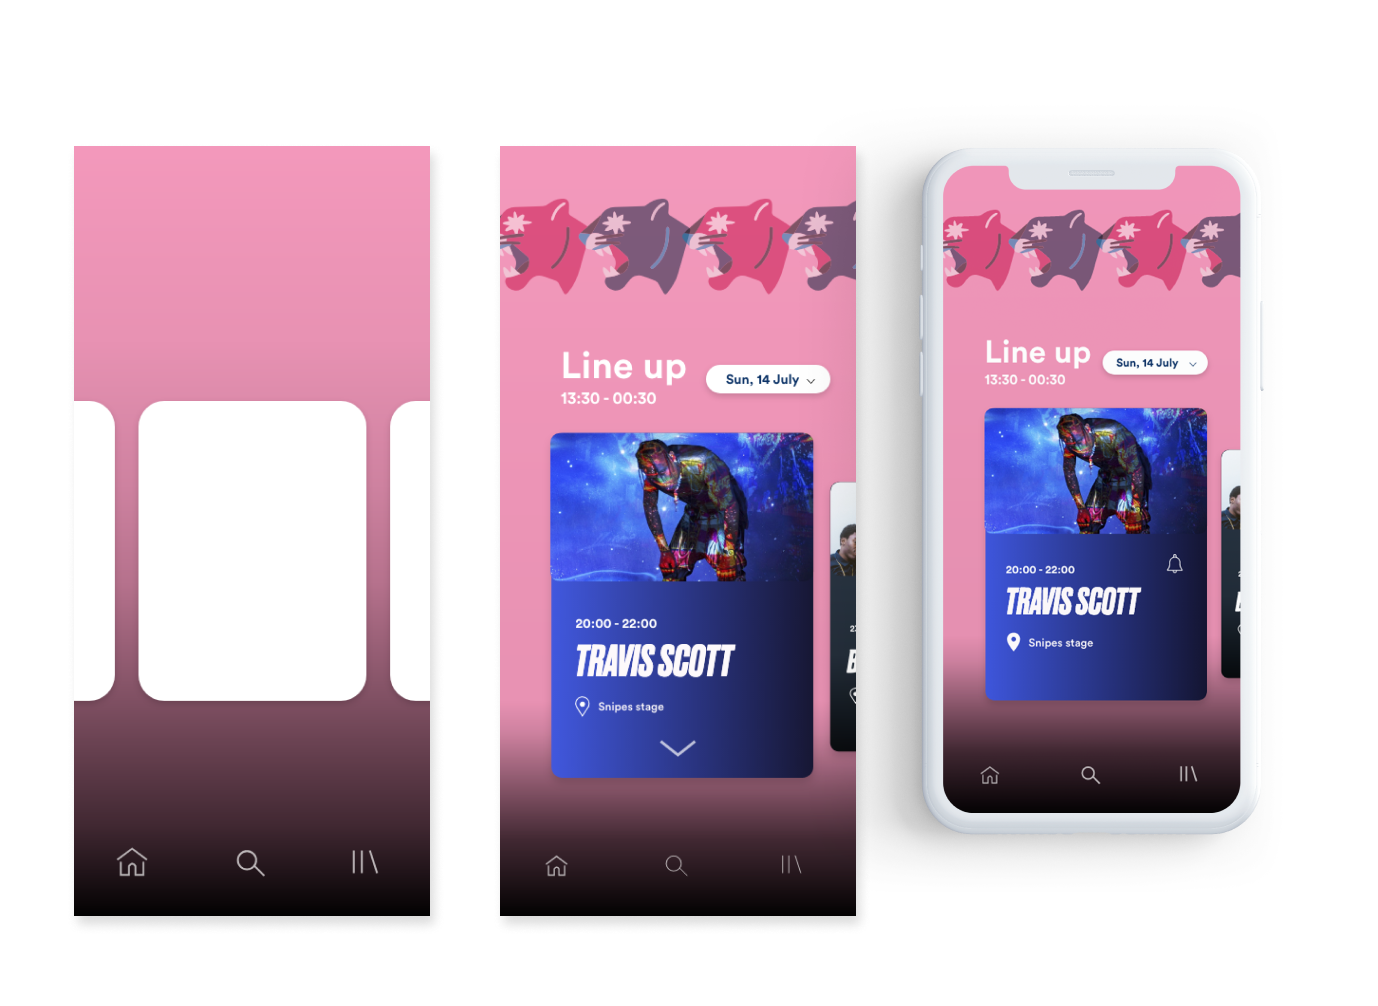 Line up
13:30 - 00:30
Sun, 14 July
20:00 - 22:00
TRAVIS SCOTT
Snipes stage
Line up
13:30 - 00:30
Sun, 14 July
20:00 - 22:00
TRAVIS SCOTT
Snipes stage